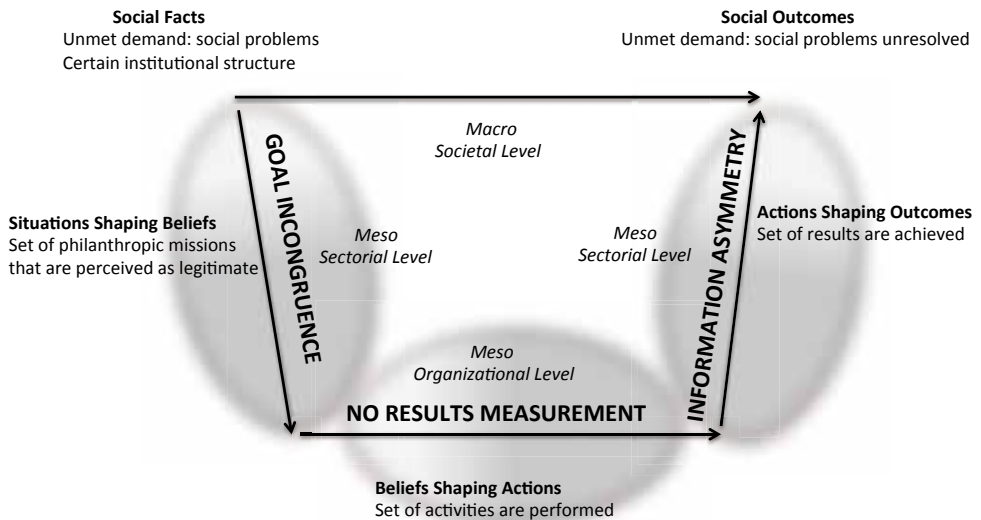 Social Facts
Unmet demand: social problems
Certain institutional structure
Social Outcomes
Unmet demand: social problems unresolved
Macro
Societal Level
GOAL INCONGRUENCE
Situations Shaping Beliefs
Set of philanthropic missions
that are perceived as legitimate
Meso
Sectorial Level
Meso
Sectorial Level
INFORMATION ASYMMETRY
Actions Shaping Outcomes
Set of results are achieved
Meso
Organizational Level
NO RESULTS MEASUREMENT
Beliefs Shaping Actions
Set of activities are performed